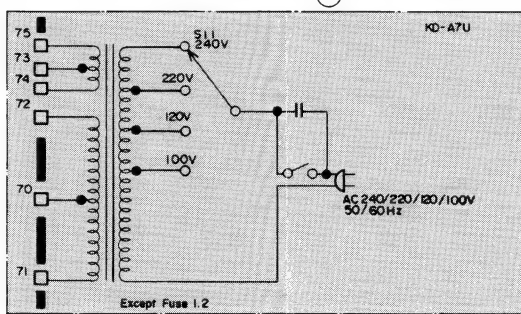 KD-A7U
75
S11
240V
73
74
220V
72
120V
100V
70
AC 240/220/120/100V
50/60Hz
71
Except Fuse 1.2